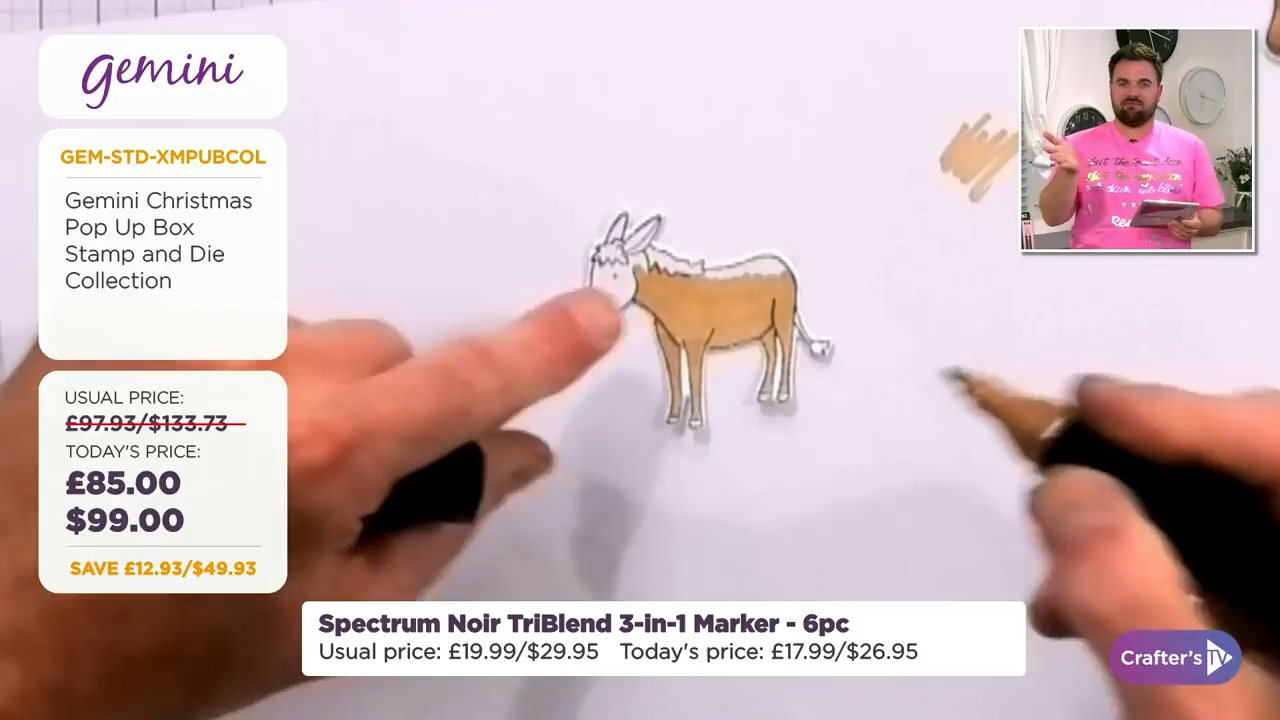 gemini
GEM-STD-XMPUBCOL
Gemini Christmas
Pop Up Box
Stamp and Die
Collection
USUAL PRICE:
£97.93/$133.73
TODAY'S PRICE:
£85.00
$99.00
SAVE £12.93/$49.93
Spectrum Noir TriBlend 3-in-1 Marker - 6pc
Usual price: £19.99/$29.95 Today's price: £17.99/$26.95
Crafter's TV